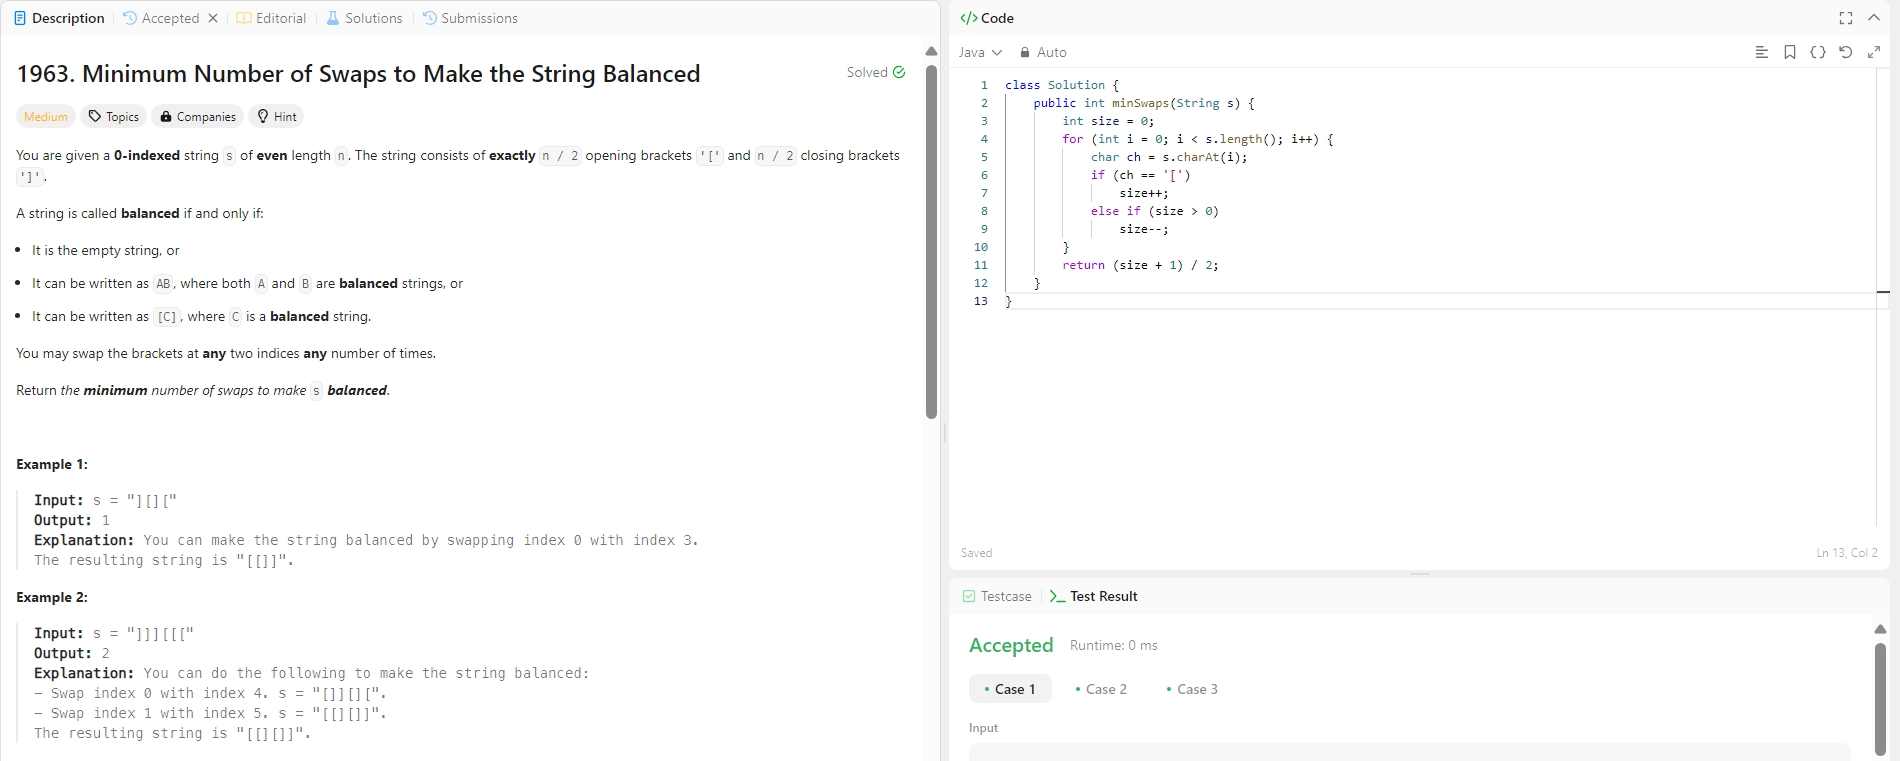 Description
Accepted
Editorial
Solutions
Submissions
1963. Minimum Number of Swaps to Make the String Balanced
Solved
Medium
Topics
Companies
Hint
You are given a 0-indexed string s of even length n. The string consists of exactly n / 2 opening brackets '[' and n / 2 closing brackets
']'.
A string is called balanced if and only if:
• It is the empty string, or
• It can be written as AB, where both A and B are balanced strings, or
• It can be written as [C], where C is a balanced string.
You may swap the brackets at any two indices any number of times.
Return the minimum number of swaps to make s balanced.
Example 1:
Input: s = "][]["
Output: 1
Explanation: You can make the string balanced by swapping index 0 with index 3.
The resulting string is "[[]]".
Example 2:
Input: s = "]]][[["
Output: 2
Explanation: You can do the following to make the string balanced:
- Swap index 0 with index 4. s = "[]][][".
- Swap index 1 with index 5. s = "[[][]]".
The resulting string is "[[][]]".
</> Code
Java
Auto
1 class Solution {
2 public int minSwaps(String s) {
3 int size = 0;
4 for (int i = 0; i < s.length(); i++) {
5 char ch = s.charAt(i);
6 if (ch == '[')
7 size++;
8 else if (size > 0)
9 size--;
10 }
11 return (size + 1) / 2;
12 }
13 }
Saved
Ln 13, Col 2
Testcase
>_ Test Result
Accepted
Runtime: 0 ms
• Case 1
• Case 2
• Case 3
Input